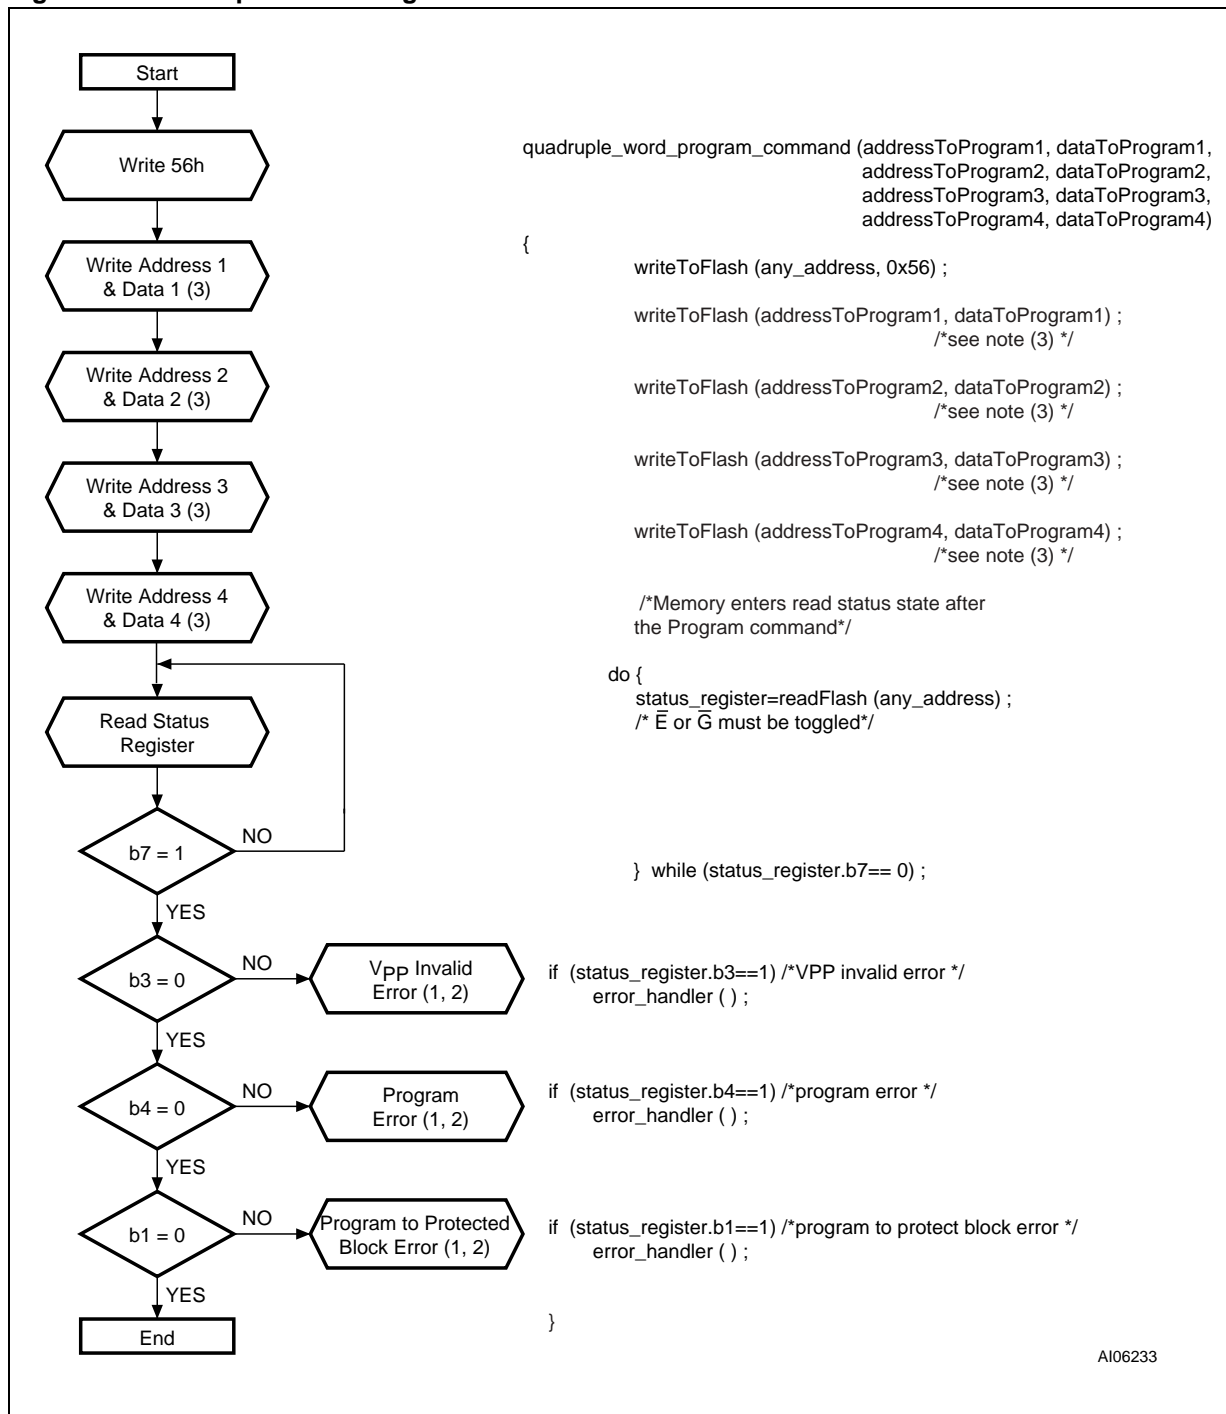 Start
Write 56h
Write Address 1
& Data 1 (3)
Write Address 2
& Data 2 (3)
Write Address 3
& Data 3 (3)
Write Address 4
& Data 4 (3)
Read Status
Register
b7 = 1
NO
YES
b3 = 0
NO
VPP Invalid
Error (1, 2)
YES
b4 = 0
NO
Program
Error (1, 2)
YES
b1 = 0
NO
Program to Protected
Block Error (1, 2)
YES
End
quadruple_word_program_command (addressToProgram1, dataToProgram1,
addressToProgram2, dataToProgram2,
addressToProgram3, dataToProgram3,
addressToProgram4, dataToProgram4)
{
writeToFlash (any_address, 0x56) ;
writeToFlash (addressToProgram1, dataToProgram1) ;
/*see note (3) */
writeToFlash (addressToProgram2, dataToProgram2) ;
/*see note (3) */
writeToFlash (addressToProgram3, dataToProgram3) ;
/*see note (3) */
writeToFlash (addressToProgram4, dataToProgram4) ;
/*see note (3) */
/*Memory enters read status state after
the Program command*/
do {
status_register=readFlash (any_address) ;
/* E̅ or G̅ must be toggled*/
} while (status_register.b7== 0) ;
if (status_register.b3==1) /*VPP invalid error */
error_handler ( ) ;
if (status_register.b4==1) /*program error */
error_handler ( ) ;
if (status_register.b1==1) /*program to protect block error */
error_handler ( ) ;
}
AI06233